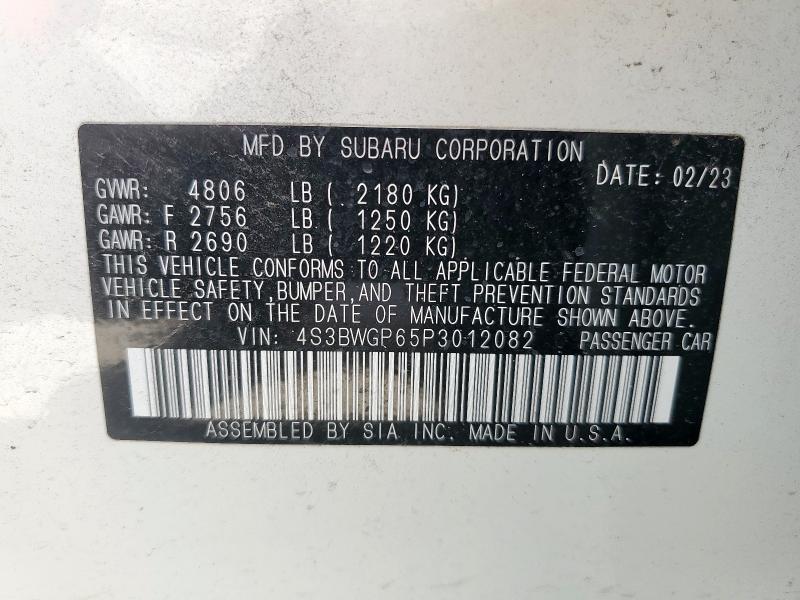 MFD BY SUBARU CORPORATION
DATE: 02/23
GVWR: 4806 LB ( 2180 KG)
GAWR: F 2756 LB ( 1250 KG)
GAWR: R 2690 LB ( 1220 KG)
THIS VEHICLE CONFORMS TO ALL APPLICABLE FEDERAL MOTOR
VEHICLE SAFETY, BUMPER, AND THEFT PREVENTION STANDARDS
IN EFFECT ON THE DATE OF MANUFACTURE SHOWN ABOVE.
VIN: 4S3BWGP65P3012082 PASSENGER CAR
ASSEMBLED BY SIA INC. MADE IN U.S.A.